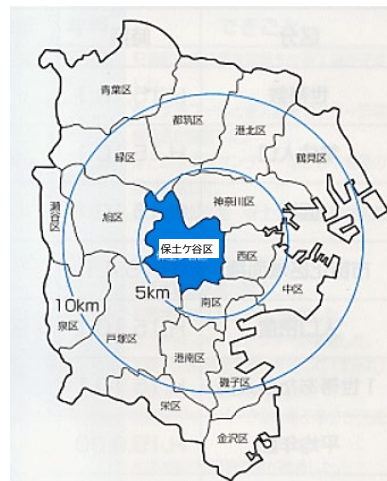 青葉区
都筑区
港北区
鶴見区
緑区
神奈川区
瀬谷区
旭区
保土ケ谷区
西区
中区
5km
10km
南区
泉区
戸塚区
港南区
磯子区
栄区
金沢区